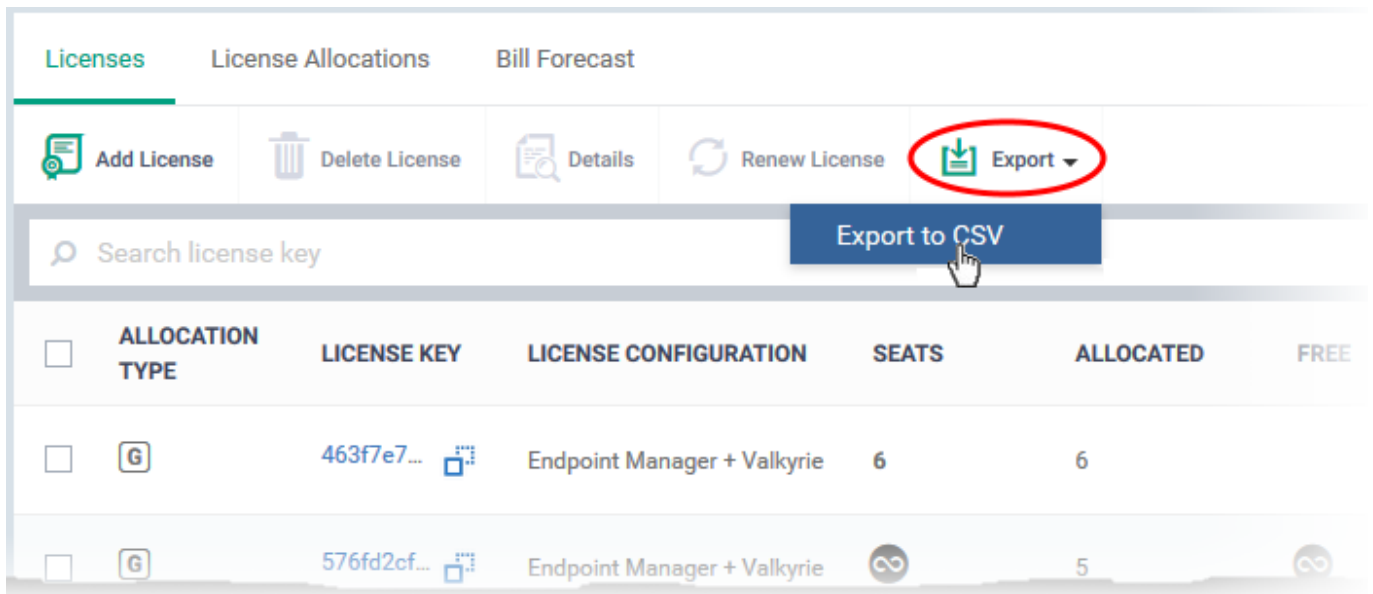 Licenses License Allocations Bill Forecast
Add License Delete License Details Renew License Export
Export to CSV
Search license key
ALLOCATION TYPE LICENSE KEY LICENSE CONFIGURATION SEATS ALLOCATED FREE
G 463f7e7... Endpoint Manager + Valkyrie 6 6
G 576fd2cf... Endpoint Manager + Valkyrie 5